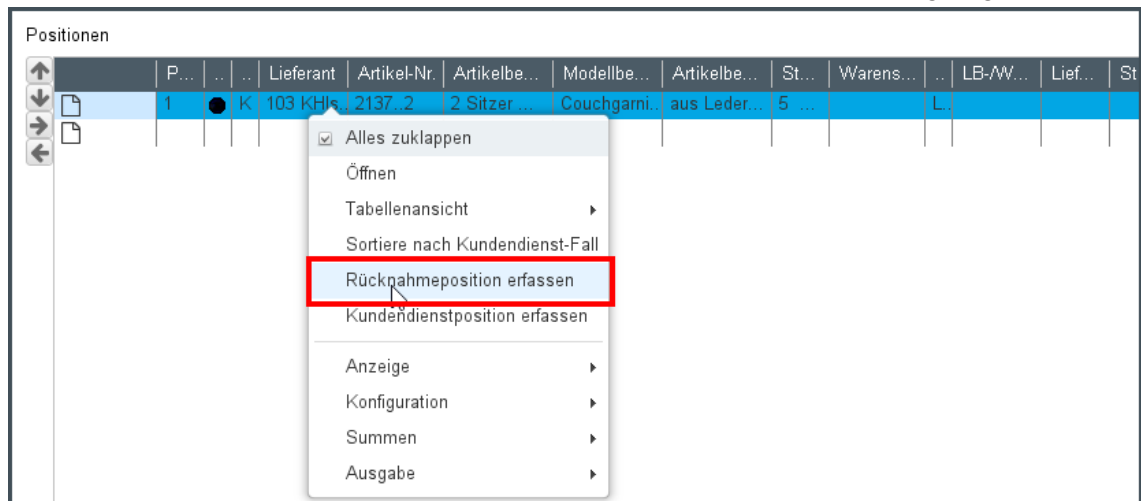 Positionen
P... .. .. Lieferant Artikel-Nr. Artikelbe... Modellbe... Artikelbe... St... Warens... .. LB-/W... Lief... St
1 K 103 KHls.. 2137..2 2 Sitzer ... Couchgarni.. aus Leder... 5 ... L..
Alles zuklappen
Öffnen
Tabellenansicht
Sortiere nach Kundendienst-Fall
Rücknahmeposition erfassen
Kundendienstposition erfassen
Anzeige
Konfiguration
Summen
Ausgabe